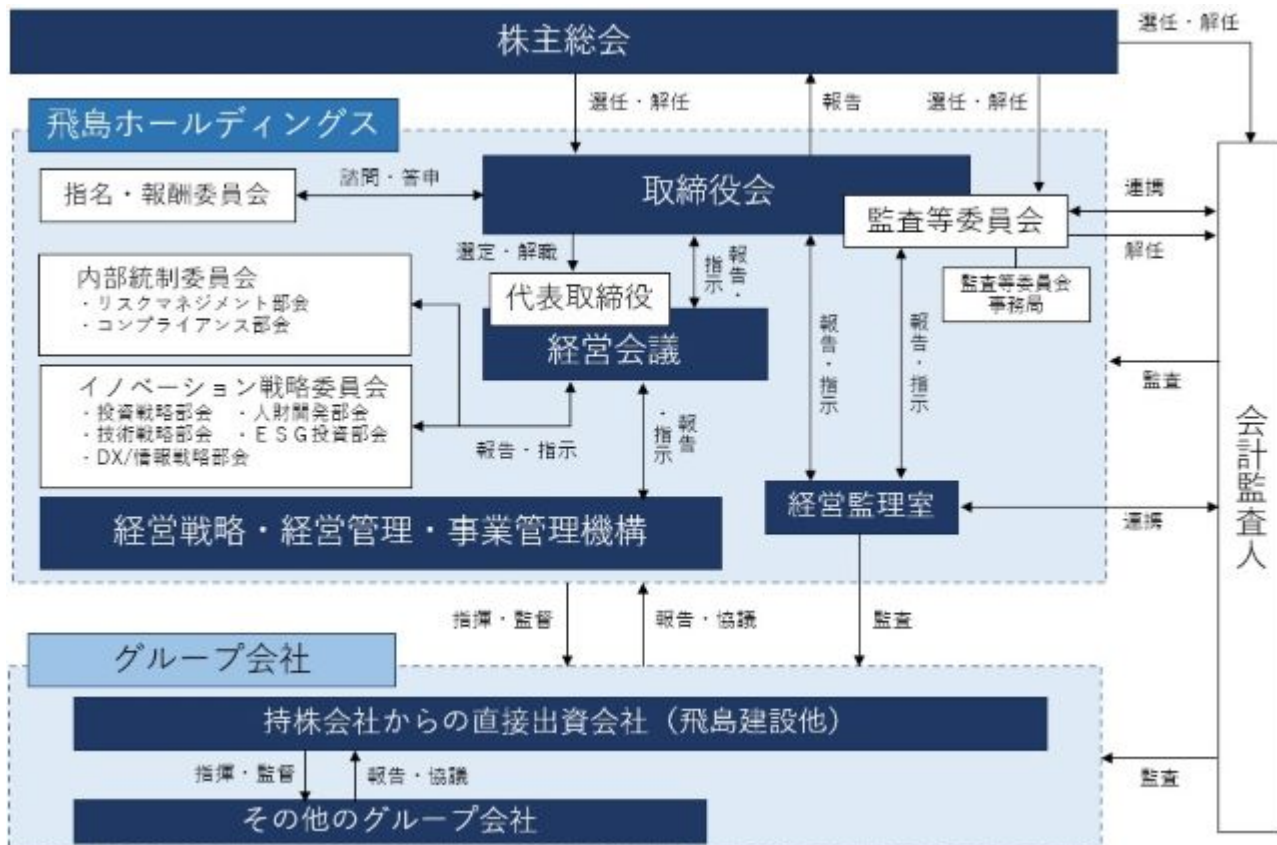 株主総会
選任・解任
選任・解任
報告
選任・解任
飛島ホールディングス
指名・報酬委員会
諮問・答申
取締役会
監査等委員会
連携
解任
選定・解職
報告・指示
監査等委員会
事務局
内部統制委員会
・リスクマネジメント部会
・コンプライアンス部会
代表取締役
経営会議
報告・指示
報告・指示
監査
イノベーション戦略委員会
・投資戦略部会 ・人財開発部会
・技術戦略部会 ・ESG投資部会
・DX/情報戦略部会
報告・指示
報告・指示
会計監査人
経営戦略・経営管理・事業管理機構
経営監理室
連携
指揮・監督
報告・協議
監査
グループ会社
持株会社からの直接出資会社（飛島建設他）
指揮・監督
報告・協議
監査
その他のグループ会社